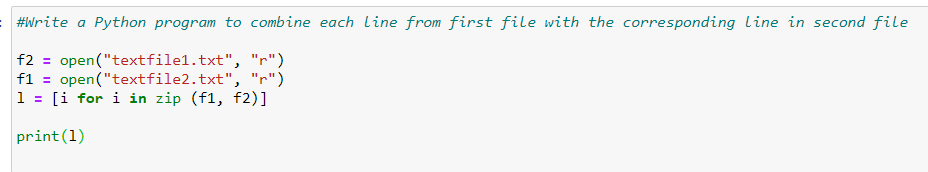 #Write a Python program to combine each line from first file with the corresponding line in second file
f2 = open("textfile1.txt", "r")
f1 = open("textfile2.txt", "r")
l = [i for i in zip (f1, f2)]
print(l)